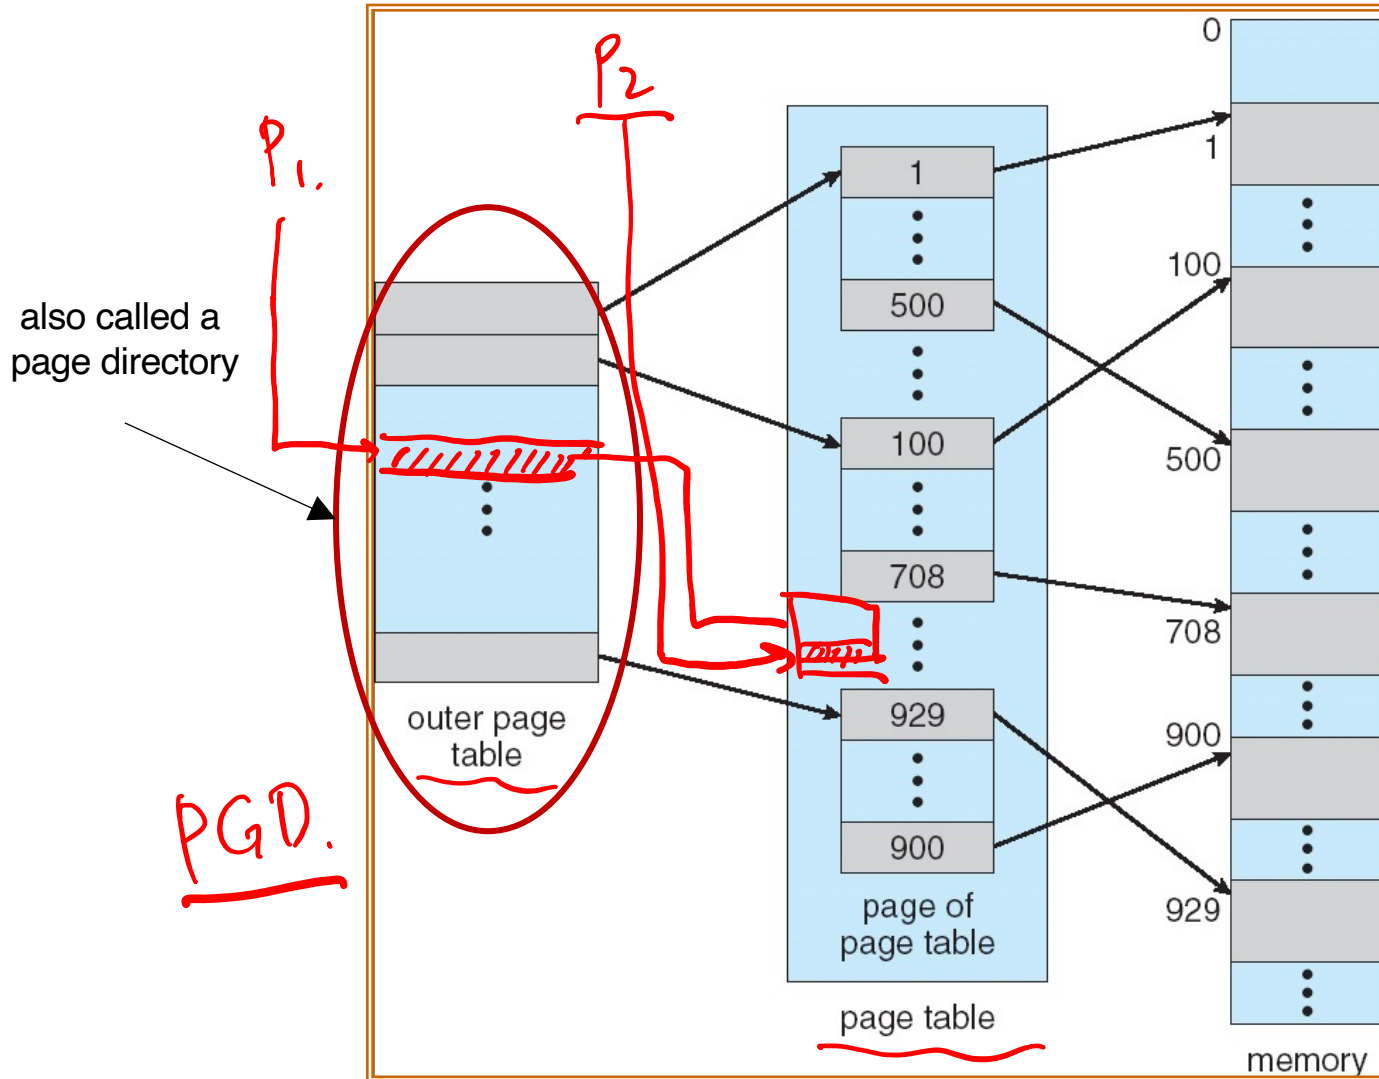 P1.
P2
also called a
page directory
outer page
table
PGD.
1
500
100
708
929
900
page of
page table
page table
0
1
100
500
708
900
929
memory